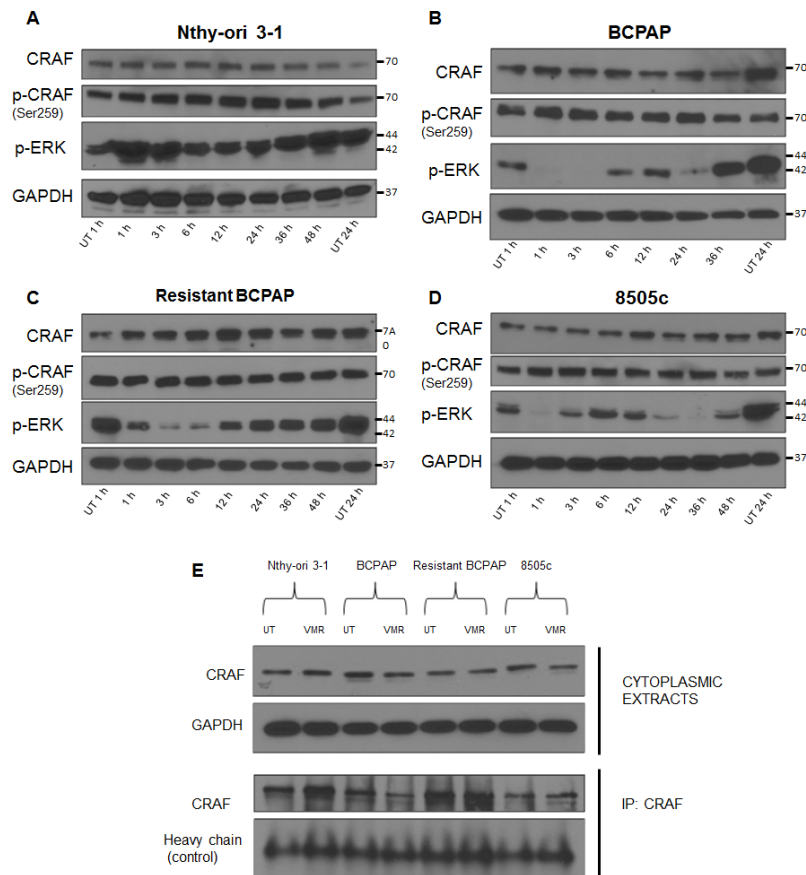 A
Nthy-ori 3-1
CRAF
70
p-CRAF
(Ser259)
70
p-ERK
44
42
GAPDH
37
UT 1 h
1 h
3 h
6 h
12 h
24 h
36 h
48 h
UT 24 h
B
BCPAP
CRAF
70
p-CRAF
(Ser259)
70
p-ERK
44
42
GAPDH
37
UT 1 h
1 h
3 h
6 h
12 h
24 h
36 h
UT 24 h
C
Resistant BCPAP
CRAF
7A
0
p-CRAF
(Ser259)
70
p-ERK
44
42
GAPDH
37
UT 1 h
1 h
3 h
6 h
12 h
24 h
36 h
48 h
UT 24 h
D
8505c
CRAF
70
p-CRAF
(Ser259)
70
p-ERK
44
42
GAPDH
37
UT 1 h
1 h
3 h
6 h
12 h
24 h
36 h
48 h
UT 24 h
E
Nthy-ori 3-1 BCPAP Resistant BCPAP 8505c
UT VMR UT VMR UT VMR UT VMR
CRAF
GAPDH
CYTOPLASMIC
EXTRACTS
CRAF
IP: CRAF
Heavy chain
(control)